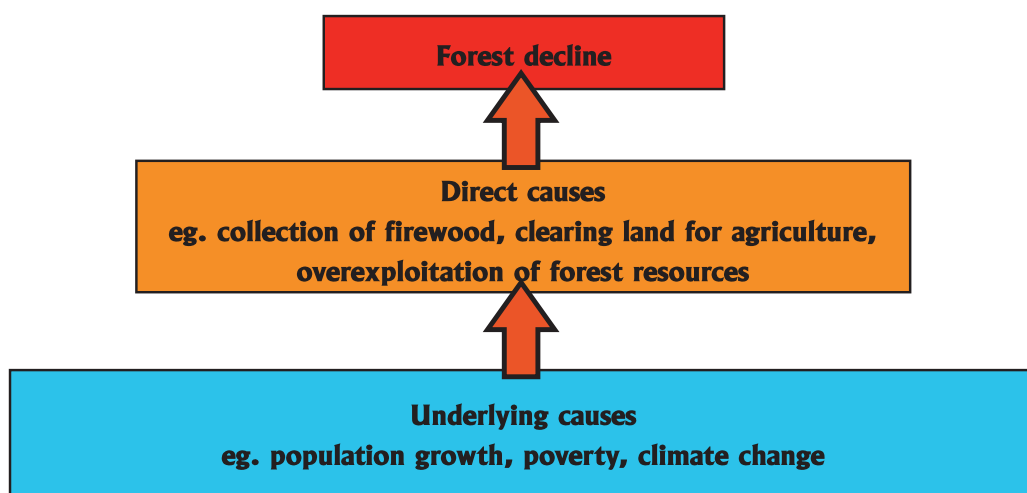 Forest decline
Direct causes
eg. collection of firewood, clearing land for agriculture,
overexploitation of forest resources
Underlying causes
eg. population growth, poverty, climate change